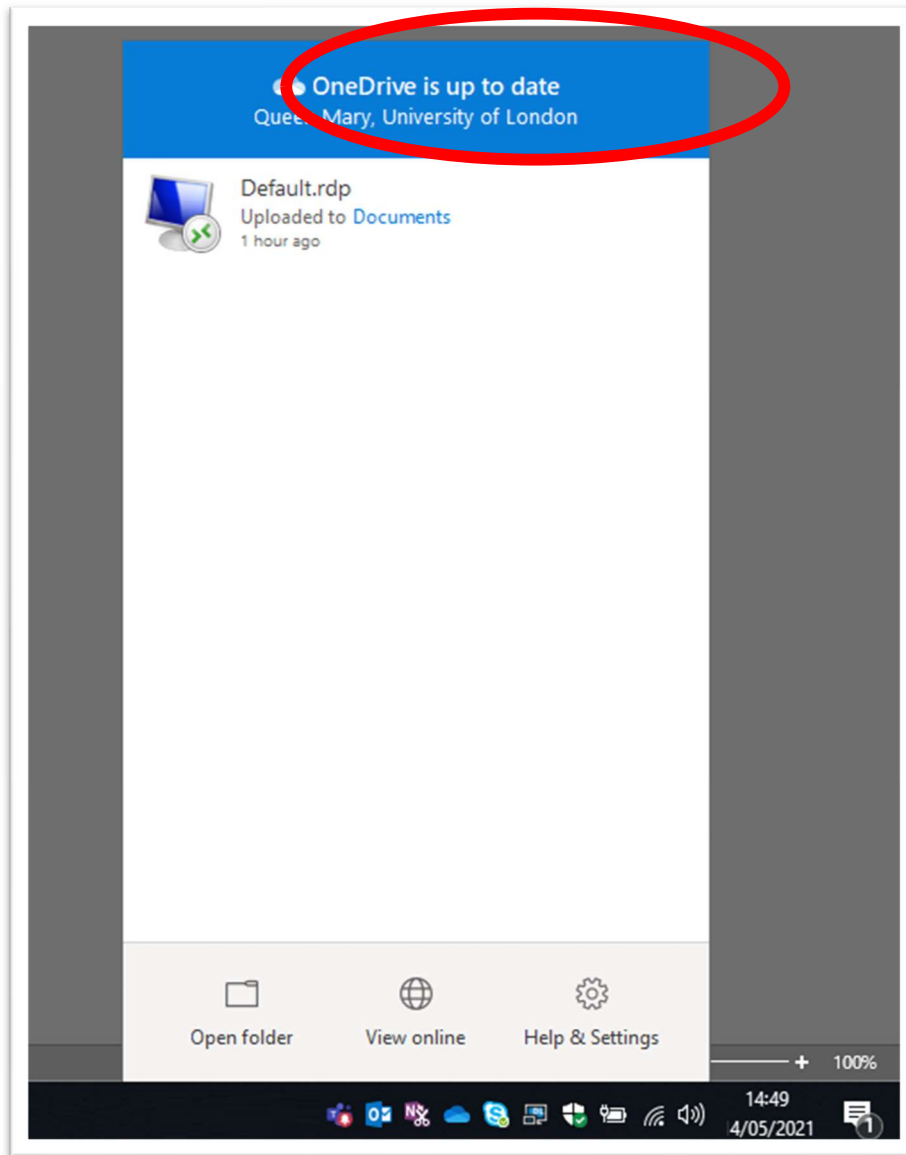 OneDrive is up to date
Queen Mary, University of London
Default.rdp
Uploaded to Documents
1 hour ago
Open folder
View online
Help & Settings
100%
14:49
4/05/2021
1